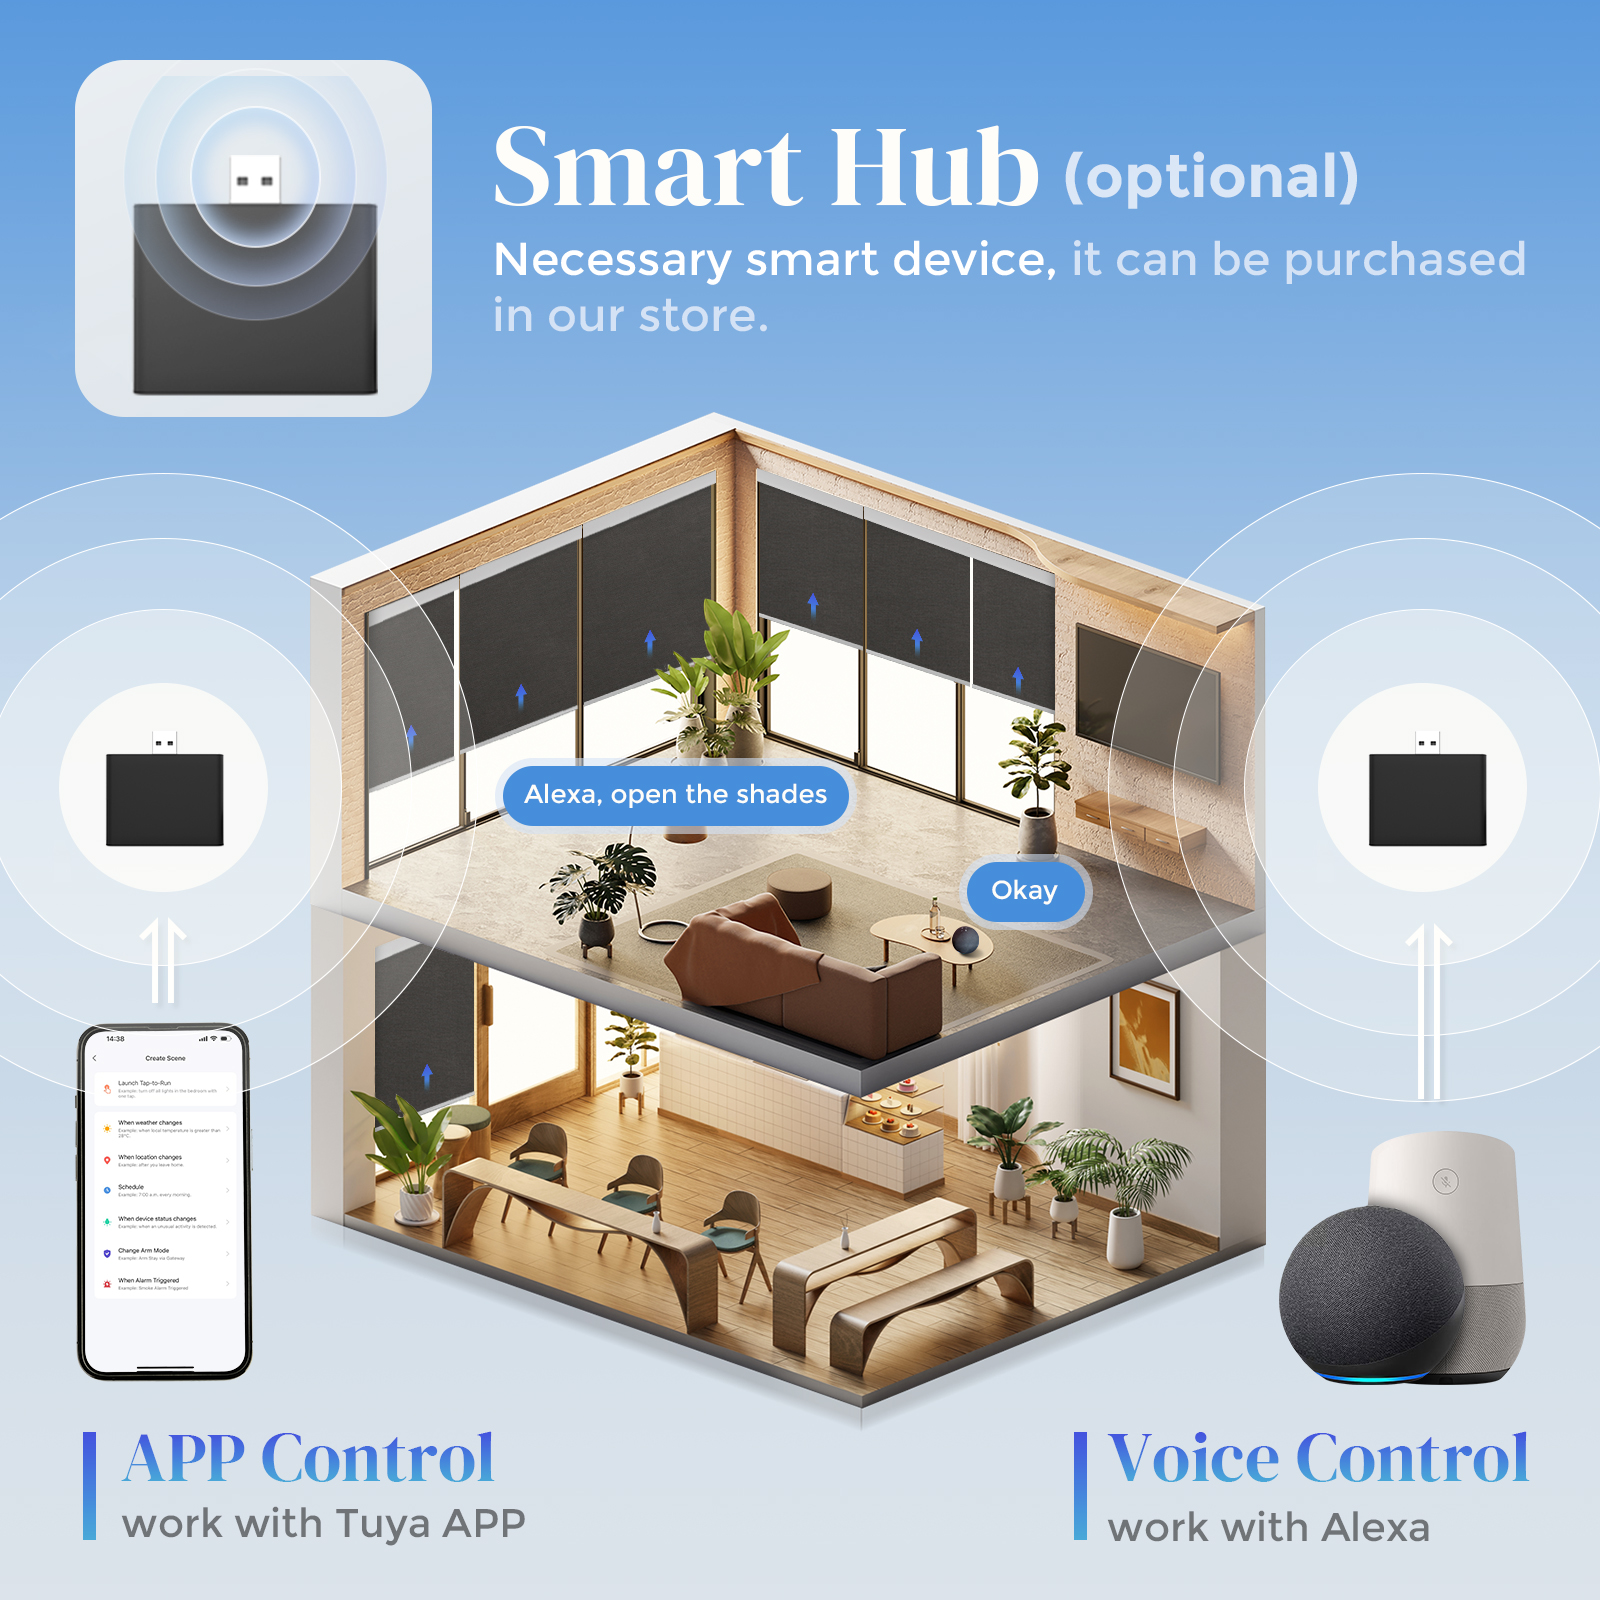 Smart Hub (optional)
Necessary smart device, it can be purchased
in our store.
Alexa, open the shades
Okay
14:38
Create Scene
Launch Tap-to-Run
Example: turn off all lights in the bedroom with
one tap.
When weather changes
Example: when local temperature is greater than
28°C.
When location changes
Example: after you leave home.
Schedule
Example: 7:00 a.m. every morning.
When device status changes
Example: when an unusual activity is detected.
Change Arm Mode
Example: Arm Stay via Gateway
When Alarm Triggered
Example: Smoke Alarm Triggered
APP Control
work with Tuya APP
Voice Control
work with Alexa